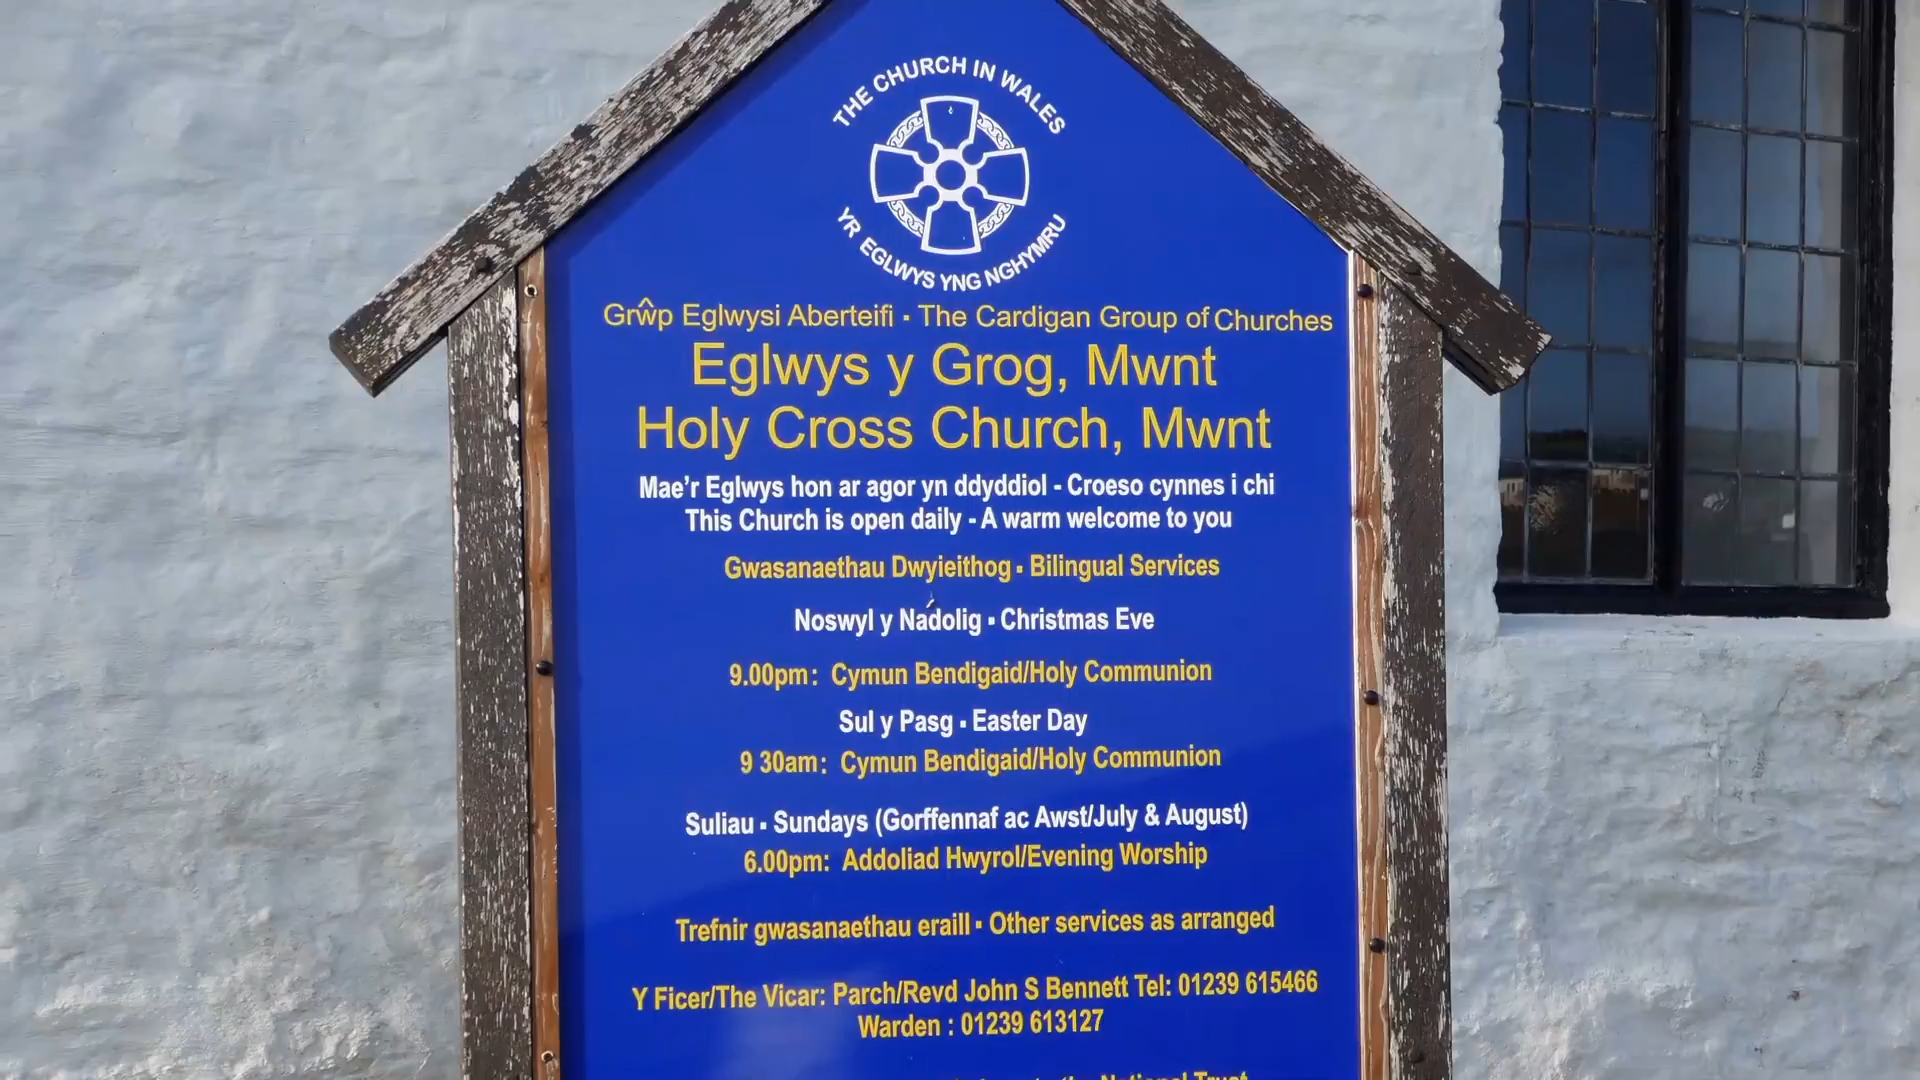 THE CHURCH IN WALES
YR EGLWYS YNG NGHYMRU
Grŵp Eglwysi Aberteifi ▪ The Cardigan Group of Churches
Eglwys y Grog, Mwnt
Holy Cross Church, Mwnt
Mae'r Eglwys hon ar agor yn ddyddiol - Croeso cynnes i chi
This Church is open daily - A warm welcome to you
Gwasanaethau Dwyieithog ▪ Bilingual Services
Noswyl y Nadolig ▪ Christmas Eve
9.00pm: Cymun Bendigaid/Holy Communion
Sul y Pasg ▪ Easter Day
9 30am: Cymun Bendigaid/Holy Communion
Suliau ▪ Sundays (Gorffennaf ac Awst/July & August)
6.00pm: Addoliad Hwyrol/Evening Worship
Trefnir gwasanaethau eraill ▪ Other services as arranged
Y Ficer/The Vicar: Parch/Revd John S Bennett Tel: 01239 615466
Warden : 01239 613127
to the National Trust